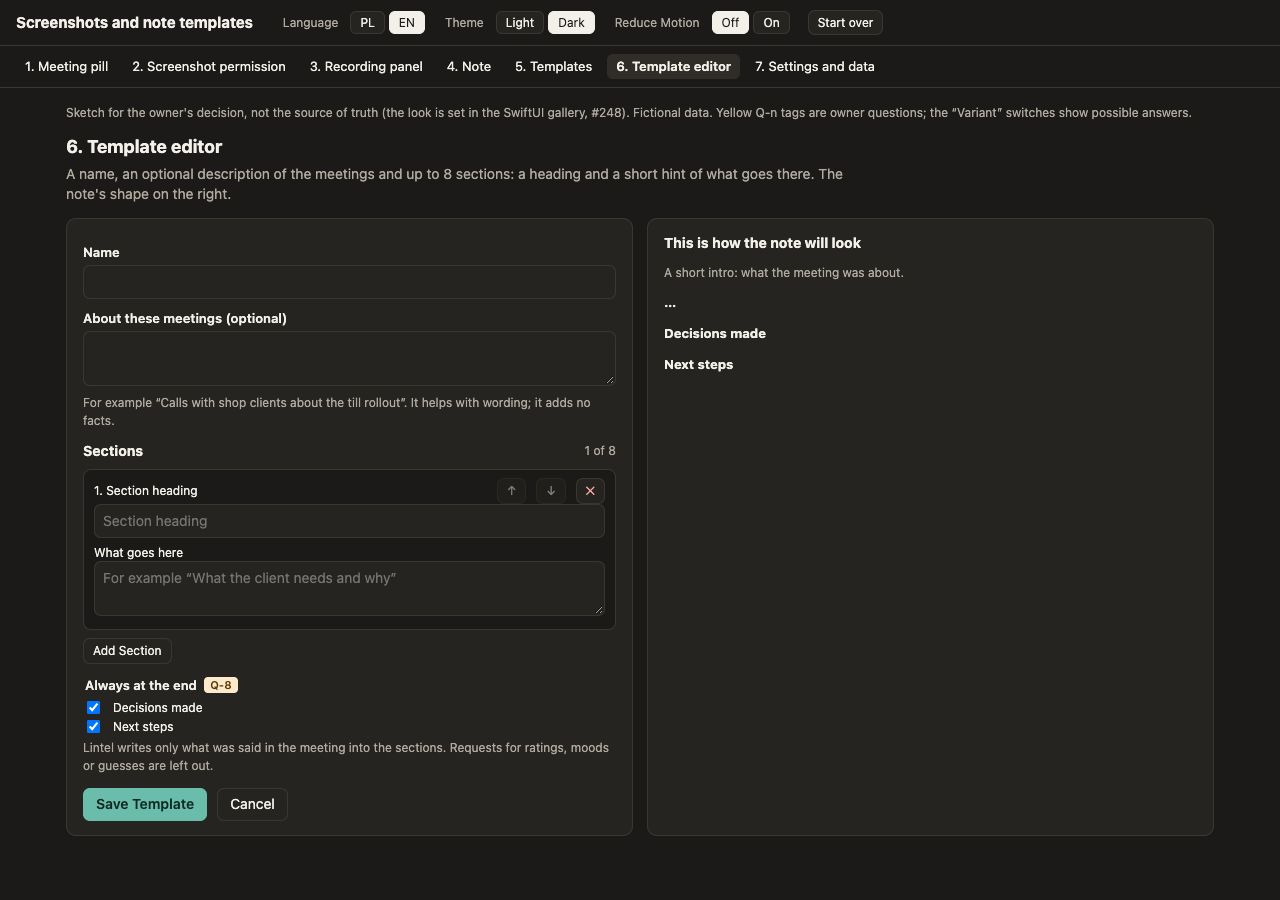 Screenshots and note templates
Language PL EN Theme Light Dark Reduce Motion Off On Start over
1. Meeting pill 2. Screenshot permission 3. Recording panel 4. Note 5. Templates 6. Template editor 7. Settings and data
Sketch for the owner's decision, not the source of truth (the look is set in the SwiftUI gallery, #248). Fictional data. Yellow Q-n tags are owner questions; the “Variant” switches show possible answers.
6. Template editor
A name, an optional description of the meetings and up to 8 sections: a heading and a short hint of what goes there. The
note's shape on the right.
Name
About these meetings (optional)
For example “Calls with shop clients about the till rollout”. It helps with wording; it adds no
facts.
Sections 1 of 8
1. Section heading ↑ ↓ ✕
Section heading
What goes here
For example “What the client needs and why”
Add Section
Always at the end Q-8
Decisions made
Next steps
Lintel writes only what was said in the meeting into the sections. Requests for ratings, moods
or guesses are left out.
Save Template Cancel
This is how the note will look
A short intro: what the meeting was about.
...
Decisions made
Next steps